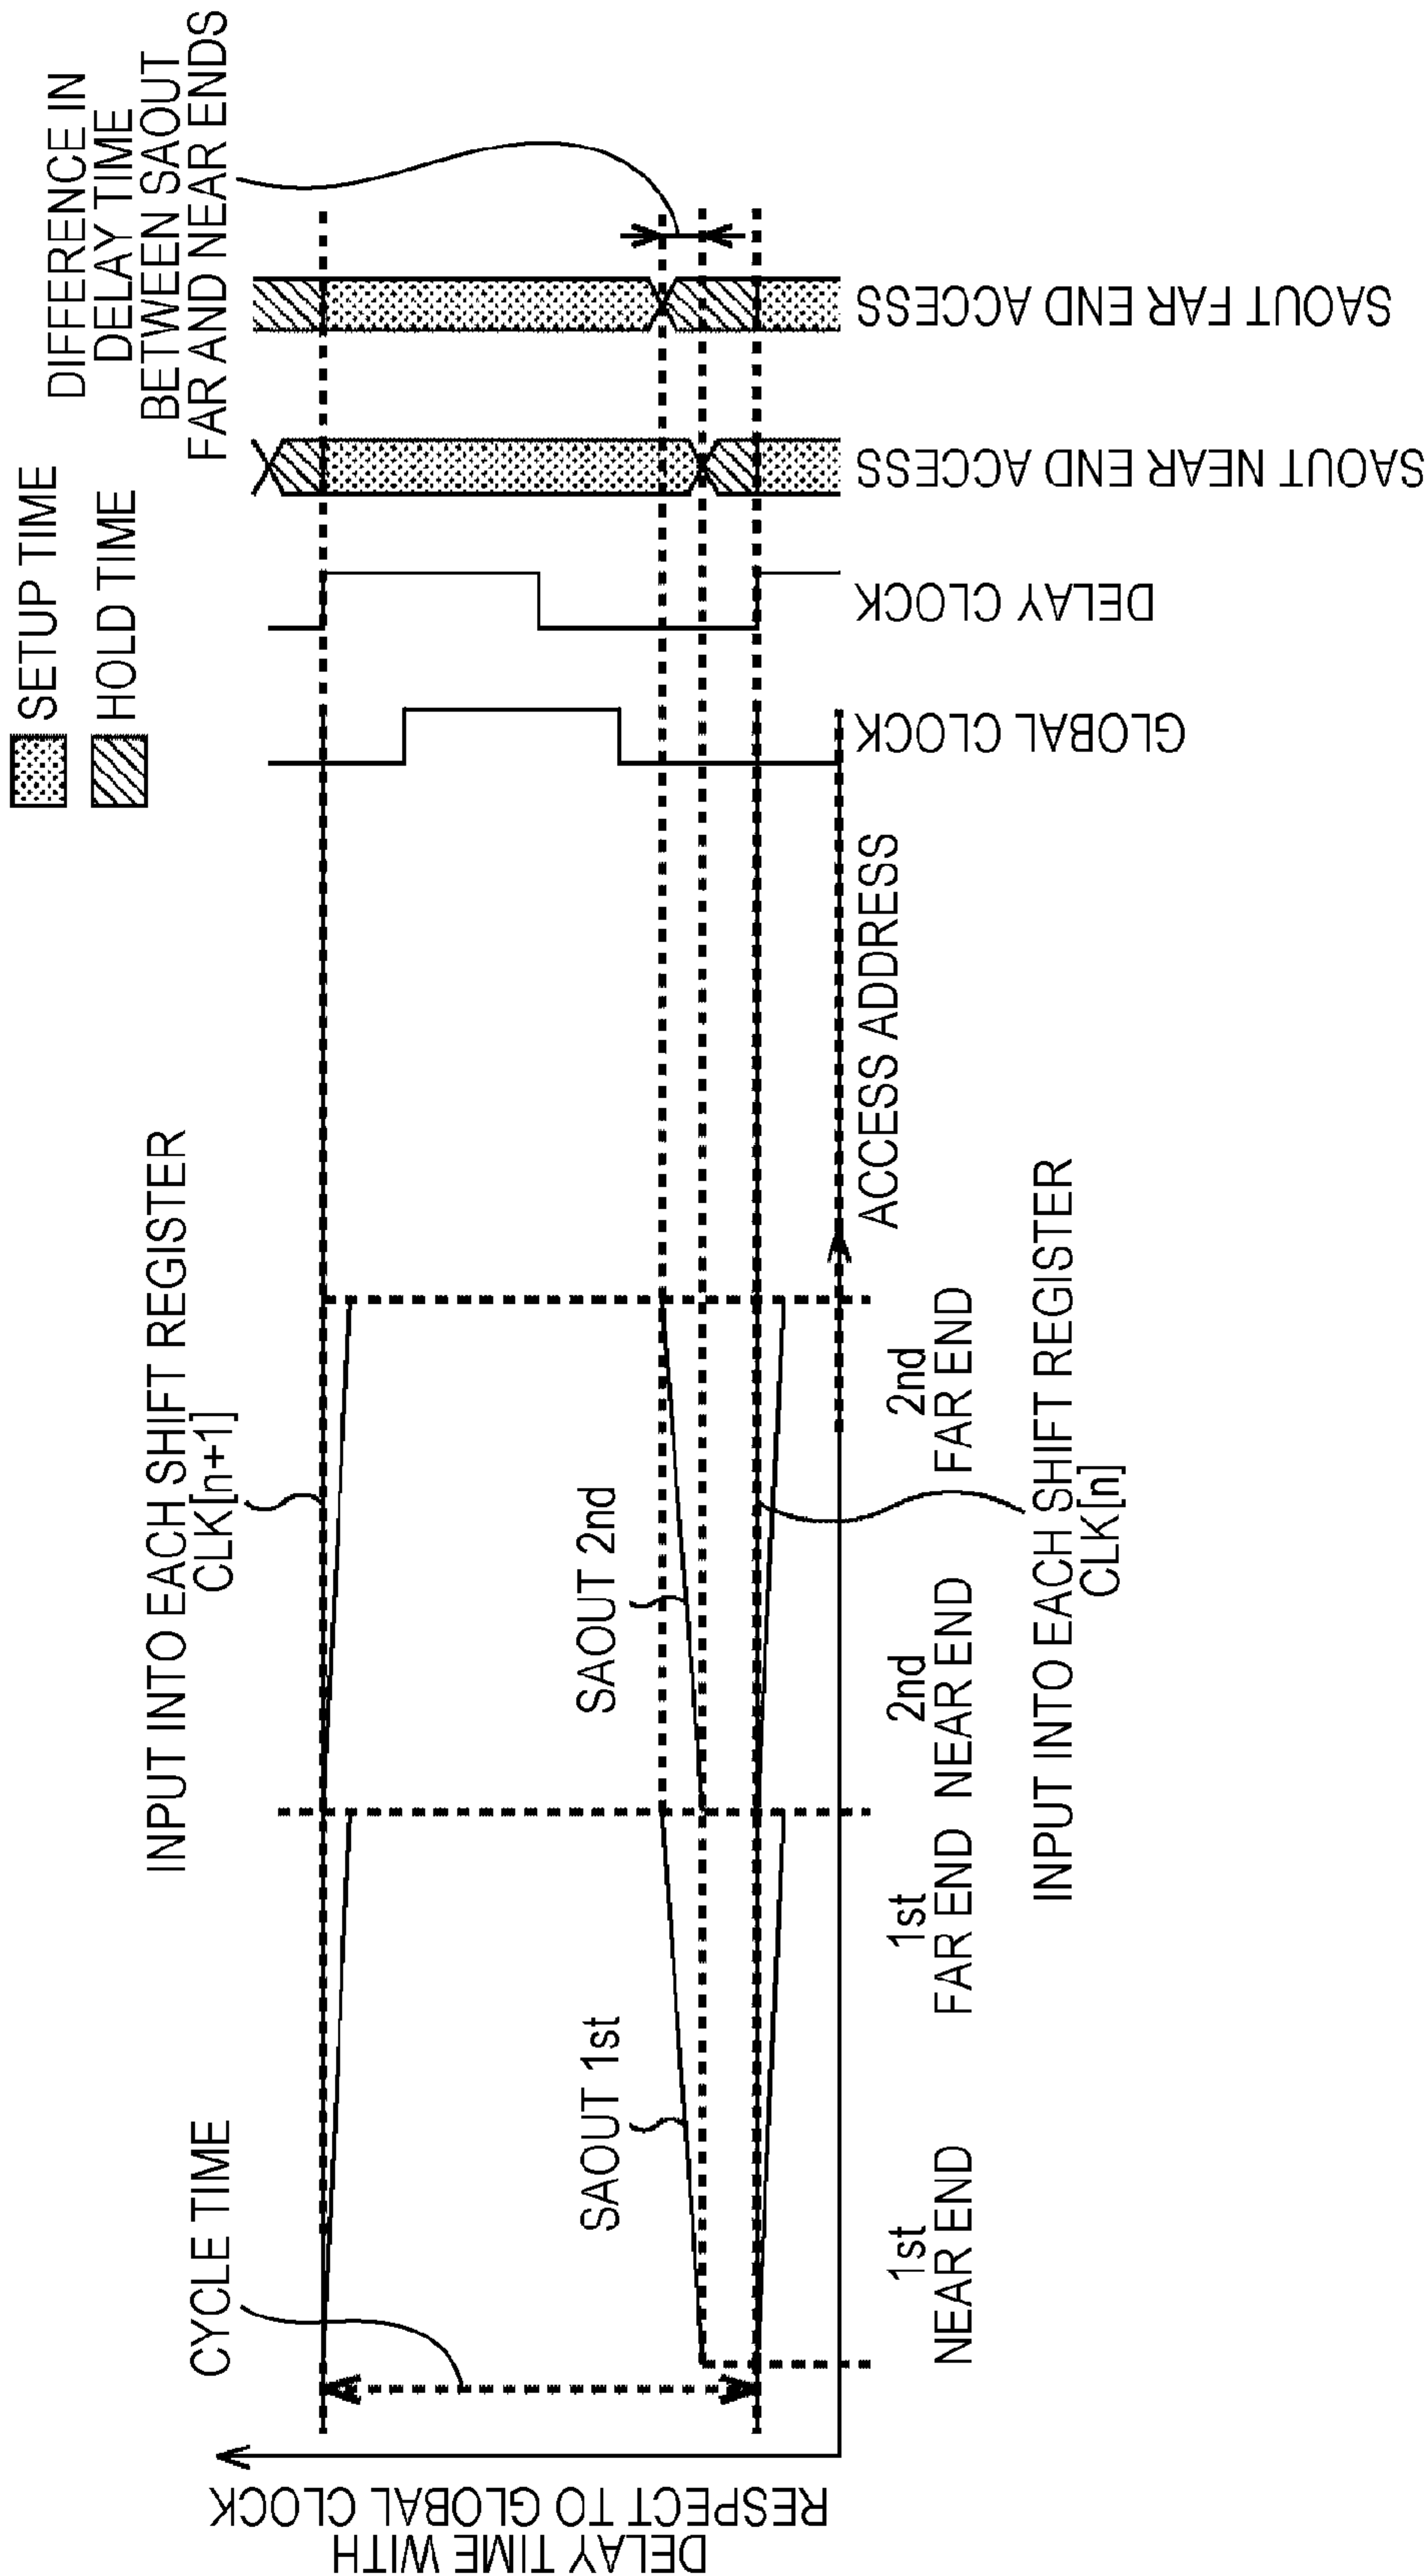 SETUP TIME
HOLD TIME
DIFFERENCE IN
DELAY TIME
BETWEEN SAOUT
FAR AND NEAR ENDS
CYCLE TIME
INPUT INTO EACH SHIFT REGISTER
CLK[n+1]
SAOUT 1st
SAOUT 2nd
DELAY TIME WITH
RESPECT TO GLOBAL CLOCK
1st
NEAR END
1st
FAR END
2nd
NEAR END
2nd
FAR END
ACCESS ADDRESS
INPUT INTO EACH SHIFT REGISTER
CLK[n]
GLOBAL CLOCK
DELAY CLOCK
SAOUT NEAR END ACCESS
SAOUT FAR END ACCESS